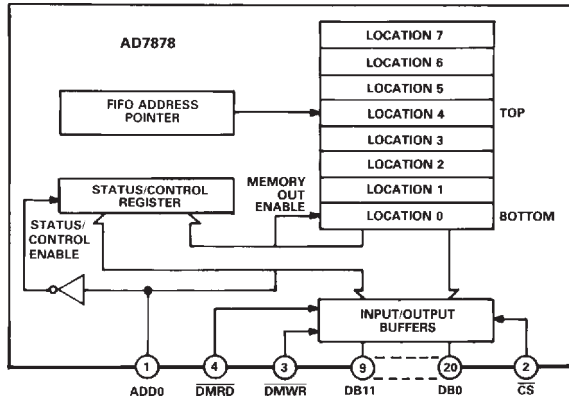 AD7878
LOCATION 7
LOCATION 6
LOCATION 5
LOCATION 4
TOP
LOCATION 3
LOCATION 2
LOCATION 1
LOCATION 0
BOTTOM
FIFO ADDRESS
POINTER
STATUS/CONTROL
REGISTER
MEMORY
OUT
ENABLE
STATUS/
CONTROL
ENABLE
INPUT/OUTPUT
BUFFERS
1
4
3
9
20
2
ADD0
DMRD
DMWR
DB11
DB0
CS